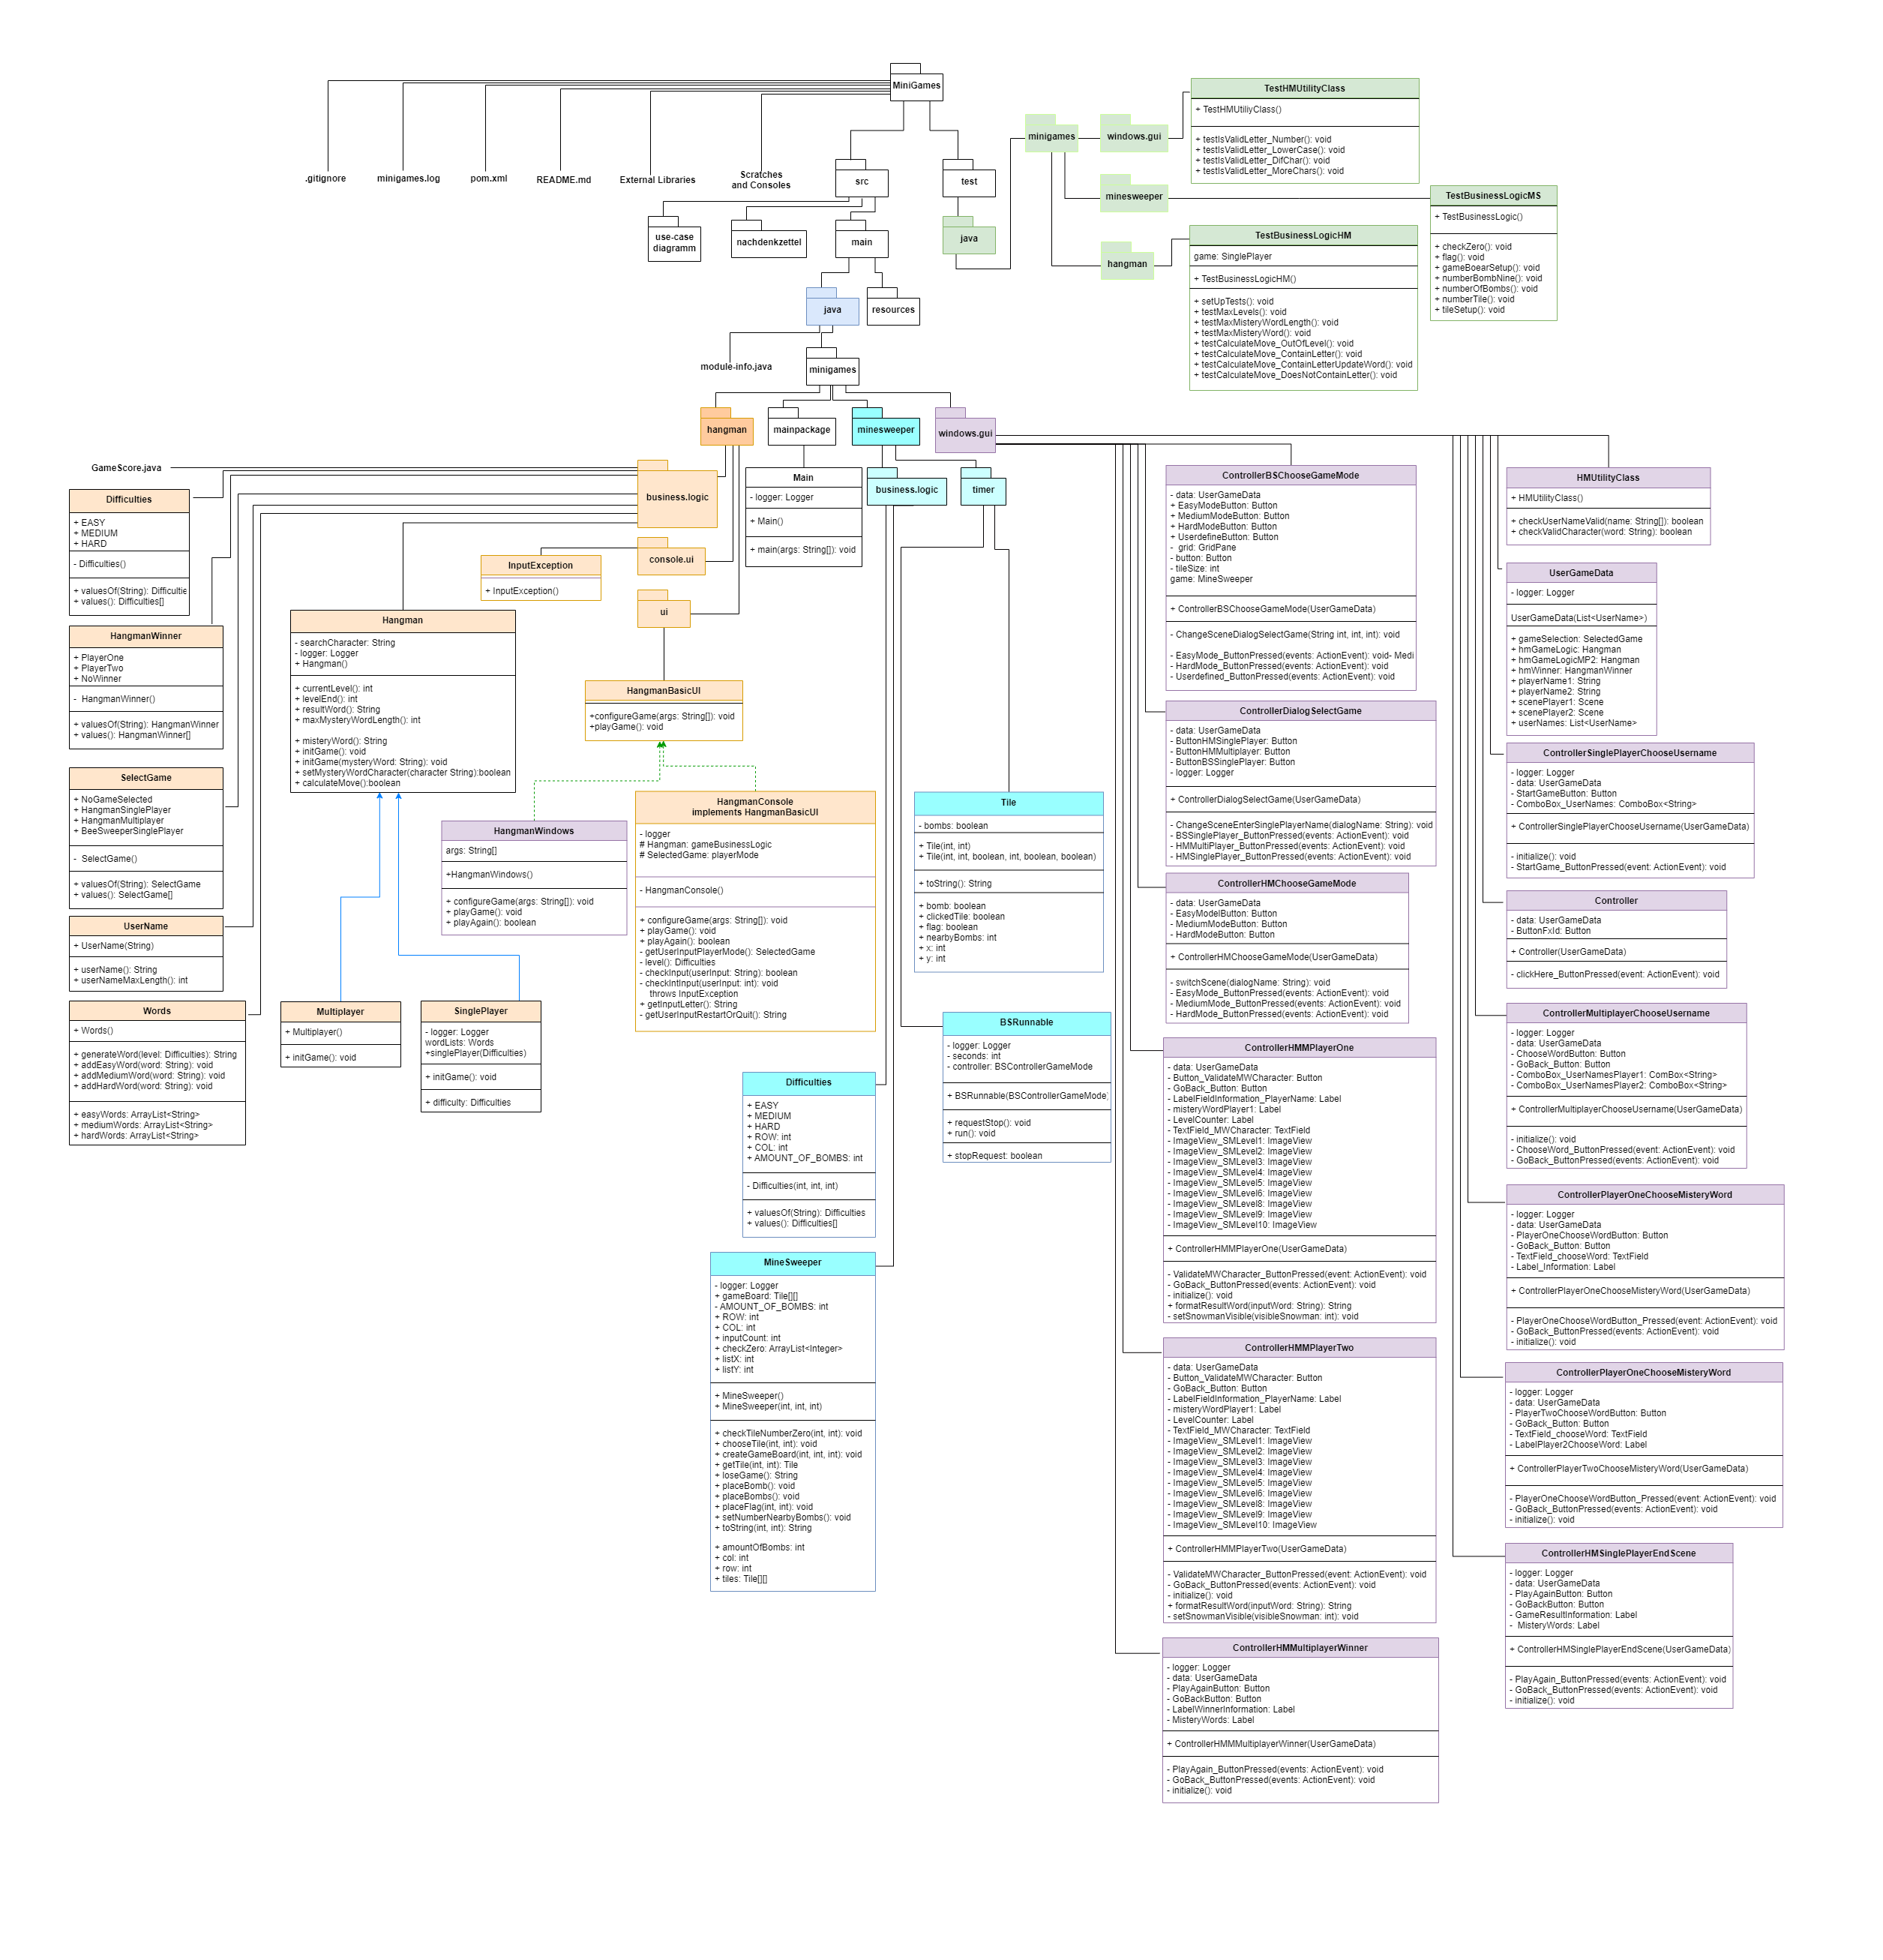 MiniGames
.gitignore
minigames.log
pom.xml
README.md
External Libraries
Scratches
and Consoles
src
test
use-case
diagramm
nachdenkzettel
main
java
java
resources
module-info.java
minigames
minigames
windows.gui
minesweeper
hangman
TestHMUtilityClass
+ TestHMUtiliyClass()
+ testIsValidLetter_Number(): void
+ testIsValidLetter_LowerCase(): void
+ testIsValidLetter_DifChar(): void
+ testIsValidLetter_MoreChars(): void
TestBusinessLogicMS
+ TestBusinessLogic()
+ checkZero(): void
+ flag(): void
+ gameBoearSetup(): void
+ numberBombNine(): void
+ numberOfBombs(): void
+ numberTile(): void
+ tileSetup(): void
TestBusinessLogicHM
game: SinglePlayer
+ TestBusinessLogicHM()
+ setUpTests(): void
+ testMaxLevels(): void
+ testMaxMisteryWordLength(): void
+ testMaxMisteryWord(): void
+ testCalculateMove_OutOfLevel(): void
+ testCalculateMove_ContainLetter(): void
+ testCalculateMove_ContainLetterUpdateWord(): void
+ testCalculateMove_DoesNotContainLetter(): void
hangman
mainpackage
minesweeper
windows.gui
GameScore.java
business.logic
console.ui
ui
Main
- logger: Logger
+ Main()
+ main(args: String[]): void
business.logic
timer
Difficulties
+ EASY
+ MEDIUM
+ HARD
- Difficulties()
+ valuesOf(String): Difficultie
+ values(): Difficulties[]
HangmanWinner
+ PlayerOne
+ PlayerTwo
+ NoWinner
-  HangmanWinner()
+ valuesOf(String): HangmanWinner
+ values(): HangmanWinner[]
SelectGame
+ NoGameSelected
+ HangmanSinglePlayer
+ HangmanMultiplayer
+ BeeSweeperSinglePlayer
-  SelectGame()
+ valuesOf(String): SelectGame
+ values(): SelectGame[]
UserName
+ UserName(String)
+ userName(): String
+ userNameMaxLength(): int
Words
+ Words()
+ generateWord(level: Difficulties): String
+ addEasyWord(word: String): void
+ addMediumWord(word: String): void
+ addHardWord(word: String): void
+ easyWords: ArrayList<String>
+ mediumWords: ArrayList<String>
+ hardWords: ArrayList<String>
InputException
+ InputException()
Hangman
- searchCharacter: String
- logger: Logger
+ Hangman()
+ currentLevel(): int
+ levelEnd(): int
+ resultWord(): String
+ maxMysteryWordLength(): int
+ misteryWord(): String
+ initGame(): void
+ initGame(mysteryWord: String): void
+ setMysteryWordCharacter(character String):boolean
+ calculateMove():boolean
Multiplayer
+ Multiplayer()
+ initGame(): void
SinglePlayer
- logger: Logger
wordLists: Words
+singlePlayer(Difficulties)
+ initGame(): void
+ difficulty: Difficulties
HangmanBasicUI
+configureGame(args: String[]): void
+playGame(): void
HangmanWindows
args: String[]
+HangmanWindows()
+ configureGame(args: String[]): void
+ playGame(): void
+ playAgain(): boolean
HangmanConsole
implements HangmanBasicUI
- logger
# Hangman: gameBusinessLogic
# SelectedGame: playerMode
- HangmanConsole()
+ configureGame(args: String[]): void
+ playGame(): void
+ playAgain(): boolean
- getUserInputPlayerMode(): SelectedGame
- level(): Difficulties
- checkInput(userInput: String): boolean
- checkIntInput(userInput: int): void
throws InputException
+ getInputLetter(): String
- getUserInputRestartOrQuit(): String
Tile
- bombs: boolean
+ Tile(int, int)
+ Tile(int, int, boolean, int, boolean, boolean)
+ toString(): String
+ bomb: boolean
+ clickedTile: boolean
+ flag: boolean
+ nearbyBombs: int
+ x: int
+ y: int
BSRunnable
- logger: Logger
- seconds: int
- controller: BSControllerGameMode
+ BSRunnable(BSControllerGameMode)
+ requestStop(): void
+ run(): void
+ stopRequest: boolean
Difficulties
+ EASY
+ MEDIUM
+ HARD
+ ROW: int
+ COL: int
+ AMOUNT_OF_BOMBS: int
- Difficulties(int, int, int)
+ valuesOf(String): Difficulties
+ values(): Difficulties[]
MineSweeper
- logger: Logger
+ gameBoard: Tile[][]
- AMOUNT_OF_BOMBS: int
+ ROW: int
+ COL: int
+ inputCount: int
+ checkZero: ArrayList<Integer>
+ listX: int
+ listY: int
+ MineSweeper()
+ MineSweeper(int, int, int)
+ checkTileNumberZero(int, int): void
+ chooseTile(int, int): void
+ createGameBoard(int, int, int): void
+ getTile(int, int): Tile
+ loseGame(): String
+ placeBomb(): void
+ placeBombs(): void
+ placeFlag(int, int): void
+ setNumberNearbyBombs(): void
+ toString(int, int): String
+ amountOfBombs: int
+ col: int
+ row: int
+ tiles: Tile[][]
ControllerBSChooseGameMode
- data: UserGameData
+ EasyModeButton: Button
+ MediumModeButton: Button
+ HardModeButton: Button
+ UserdefineButton: Button
-  grid: GridPane
- button: Button
- tileSize: int
game: MineSweeper
+ ControllerBSChooseGameMode(UserGameData)
- ChangeSceneDialogSelectGame(String int, int, int): void
- EasyMode_ButtonPressed(events: ActionEvent): void- Medi
- HardMode_ButtonPressed(events: ActionEvent): void
- Userdefined_ButtonPressed(events: ActionEvent): void
ControllerDialogSelectGame
- data: UserGameData
- ButtonHMSinglePlayer: Button
- ButtonHMMultiplayer: Button
- ButtonBSSinglePlayer: Button
- logger: Logger
+ ControllerDialogSelectGame(UserGameData)
- ChangeSceneEnterSinglePlayerName(dialogName: String): void
- BSSinglePlayer_ButtonPressed(events: ActionEvent): void
- HMMultiPlayer_ButtonPressed(events: ActionEvent): void
- HMSinglePlayer_ButtonPressed(events: ActionEvent): void
ControllerHMChooseGameMode
- data: UserGameData
- EasyModelButton: Button
- MediumModeButton: Button
- HardModeButton: Button
+ ControllerHMChooseGameMode(UserGameData)
- switchScene(dialogName: String): void
- EasyMode_ButtonPressed(events: ActionEvent): void
- MediumMode_ButtonPressed(events: ActionEvent): void
- HardMode_ButtonPressed(events: ActionEvent): void
ControllerHMMPlayerOne
- data: UserGameData
- Button_ValidateMWCharacter: Button
- GoBack_Button: Button
- LabelFieldInformation_PlayerName: Label
- misteryWordPlayer1: Label
- LevelCounter: Label
- TextField_MWCharacter: TextField
- ImageView_SMLevel1: ImageView
- ImageView_SMLevel2: ImageView
- ImageView_SMLevel3: ImageView
- ImageView_SMLevel4: ImageView
- ImageView_SMLevel5: ImageView
- ImageView_SMLevel6: ImageView
- ImageView_SMLevel8: ImageView
- ImageView_SMLevel9: ImageView
- ImageView_SMLevel10: ImageView
+ ControllerHMMPlayerOne(UserGameData)
- ValidateMWCharacter_ButtonPressed(event: ActionEvent): void
- GoBack_ButtonPressed(events: ActionEvent): void
- initialize(): void
+ formatResultWord(inputWord: String): String
- setSnowmanVisible(visibleSnowman: int): void
ControllerHMMPlayerTwo
- data: UserGameData
- Button_ValidateMWCharacter: Button
- GoBack_Button: Button
- LabelFieldInformation_PlayerName: Label
- misteryWordPlayer1: Label
- LevelCounter: Label
- TextField_MWCharacter: TextField
- ImageView_SMLevel1: ImageView
- ImageView_SMLevel2: ImageView
- ImageView_SMLevel3: ImageView
- ImageView_SMLevel4: ImageView
- ImageView_SMLevel5: ImageView
- ImageView_SMLevel6: ImageView
- ImageView_SMLevel8: ImageView
- ImageView_SMLevel9: ImageView
- ImageView_SMLevel10: ImageView
+ ControllerHMMPlayerTwo(UserGameData)
- ValidateMWCharacter_ButtonPressed(event: ActionEvent): void
- GoBack_ButtonPressed(events: ActionEvent): void
- initialize(): void
+ formatResultWord(inputWord: String): String
- setSnowmanVisible(visibleSnowman: int): void
ControllerHMMultiplayerWinner
- logger: Logger
- data: UserGameData
- PlayAgainButton: Button
- GoBackButton: Button
- LabelWinnerInformation: Label
- MisteryWords: Label
+ ControllerHMMMultiplayerWinner(UserGameData)
- PlayAgain_ButtonPressed(events: ActionEvent): void
- GoBack_ButtonPressed(events: ActionEvent): void
- initialize(): void
HMUtilityClass
+ HMUtilityClass()
+ checkUserNameValid(name: String[]): boolean
+ checkValidCharacter(word: String): boolean
UserGameData
- logger: Logger
UserGameData(List<UserName>)
+ gameSelection: SelectedGame
+ hmGameLogic: Hangman
+ hmGameLogicMP2: Hangman
+ hmWinner: HangmanWinner
+ playerName1: String
+ playerName2: String
+ scenePlayer1: Scene
+ scenePlayer2: Scene
+ userNames: List<UserName>
ControllerSinglePlayerChooseUsername
- logger: Logger
- data: UserGameData
- StartGameButton: Button
- ComboBox_UserNames: ComboBox<String>
+ ControllerSinglePlayerChooseUsername(UserGameData)
- initialize(): void
- StartGame_ButtonPressed(event: ActionEvent): void
Controller
- data: UserGameData
- ButtonFxId: Button
+ Controller(UserGameData)
- clickHere_ButtonPressed(event: ActionEvent): void
ControllerMultiplayerChooseUsername
- logger: Logger
- data: UserGameData
- ChooseWordButton: Button
- GoBack_Button: Button
- ComboBox_UserNamesPlayer1: ComBox<String>
- ComboBox_UserNamesPlayer2: ComboBox<String>
+ ControllerMultiplayerChooseUsername(UserGameData)
- initialize(): void
- ChooseWord_ButtonPressed(event: ActionEvent): void
- GoBack_ButtonPressed(events: ActionEvent): void
ControllerPlayerOneChooseMisteryWord
- logger: Logger
- data: UserGameData
- PlayerOneChooseWordButton: Button
- GoBack_Button: Button
- TextField_chooseWord: TextField
- Label_Information: Label
+ ControllerPlayerOneChooseMisteryWord(UserGameData)
- PlayerOneChooseWordButton_Pressed(event: ActionEvent): void
- GoBack_ButtonPressed(events: ActionEvent): void
- initialize(): void
ControllerPlayerOneChooseMisteryWord
- logger: Logger
- data: UserGameData
- PlayerTwoChooseWordButton: Button
- GoBack_Button: Button
- TextField_chooseWord: TextField
- LabelPlayer2ChooseWord: Label
+ ControllerPlayerTwoChooseMisteryWord(UserGameData)
- PlayerOneChooseWordButton_Pressed(event: ActionEvent): void
- GoBack_ButtonPressed(events: ActionEvent): void
- initialize(): void
ControllerHMSinglePlayerEndScene
- logger: Logger
- data: UserGameData
- PlayAgainButton: Button
- GoBackButton: Button
- GameResultInformation: Label
-  MisteryWords: Label
+ ControllerHMSinglePlayerEndScene(UserGameData)
- PlayAgain_ButtonPressed(events: ActionEvent): void
- GoBack_ButtonPressed(events: ActionEvent): void
- initialize(): void